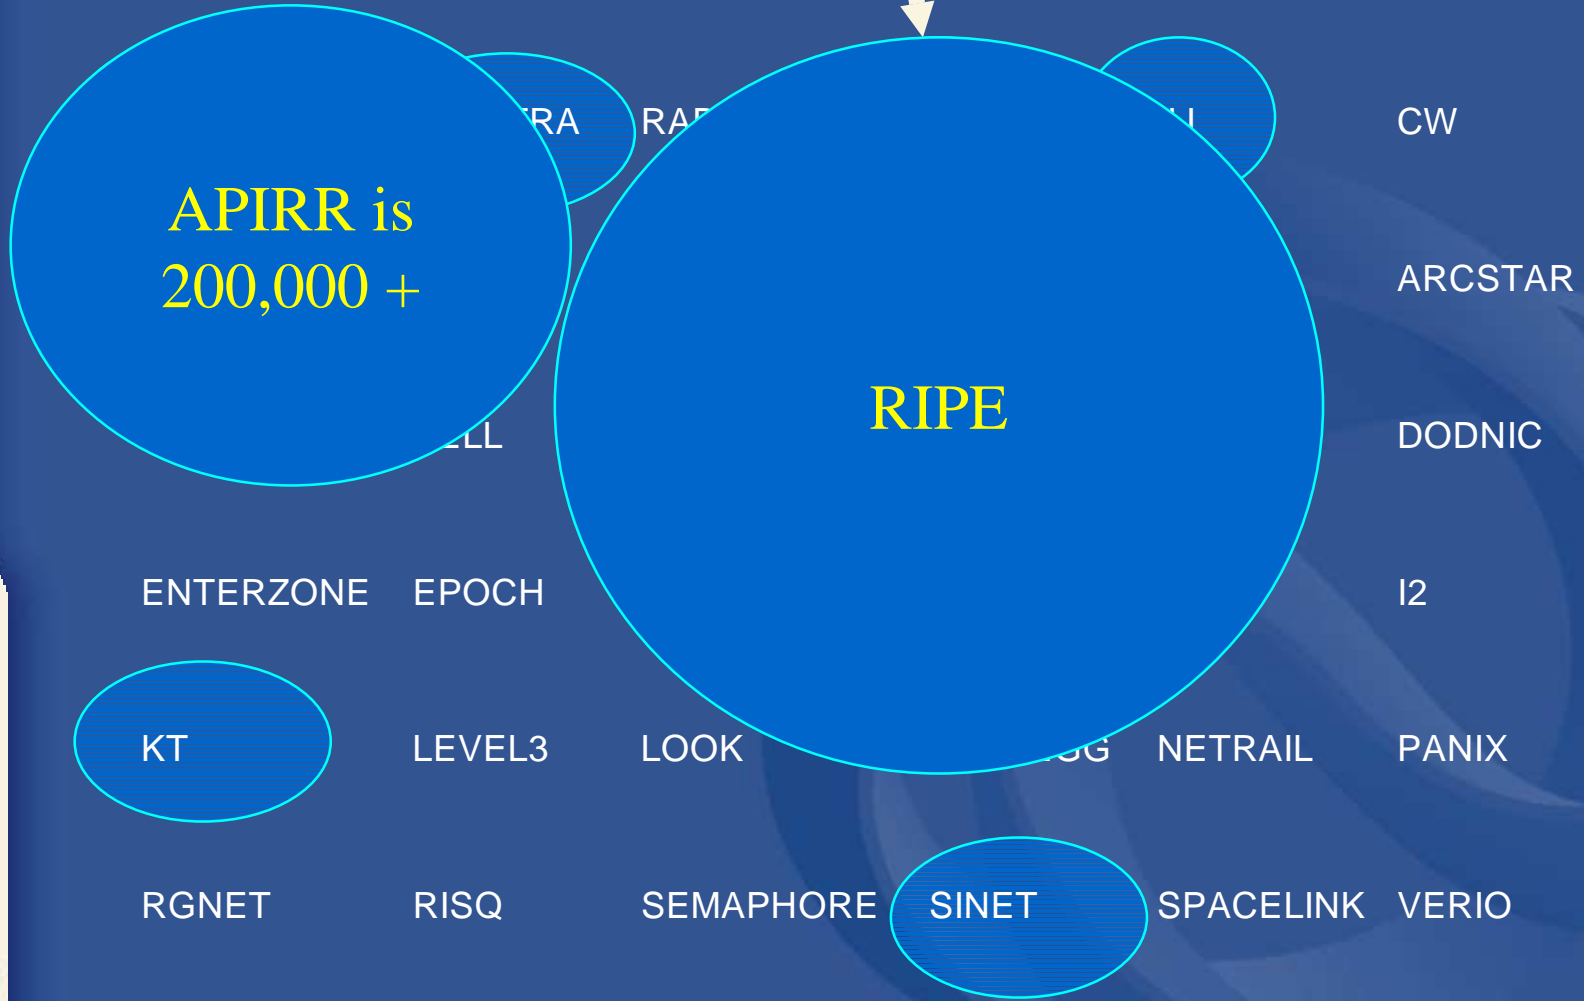 CW
APIRR is
200,000 +
ARCSTAR
RIPE
DODNIC
ENTERZONE EPOCH I2
KT LEVEL3 LOOK NETRAIL PANIX
RGNET RISQ SEMAPHORE SINET SPACELINK VERIO